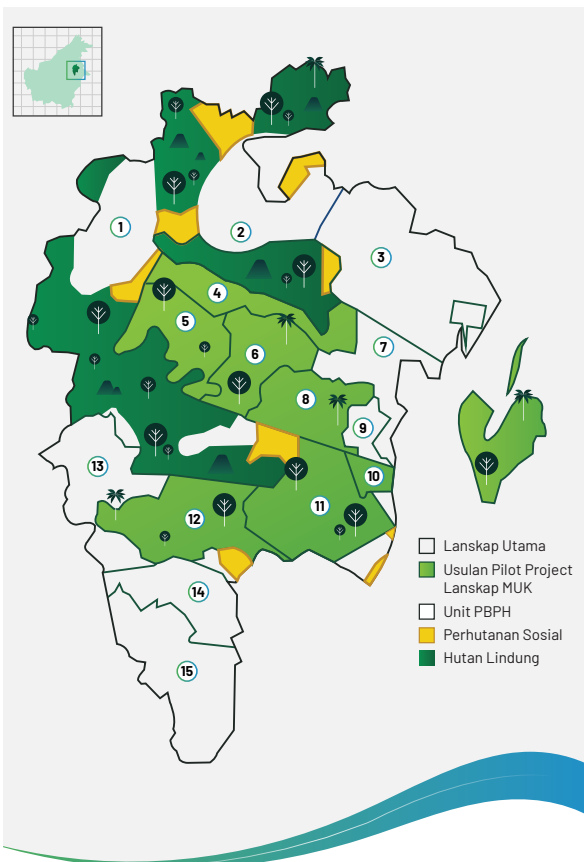 1
2
3
4
5
6
7
8
9
10
11
12
13
14
15
Lanskap Utama
Usulan Pilot Project
Lanskap MUK
Unit PBPH
Perhutanan Sosial
Hutan Lindung